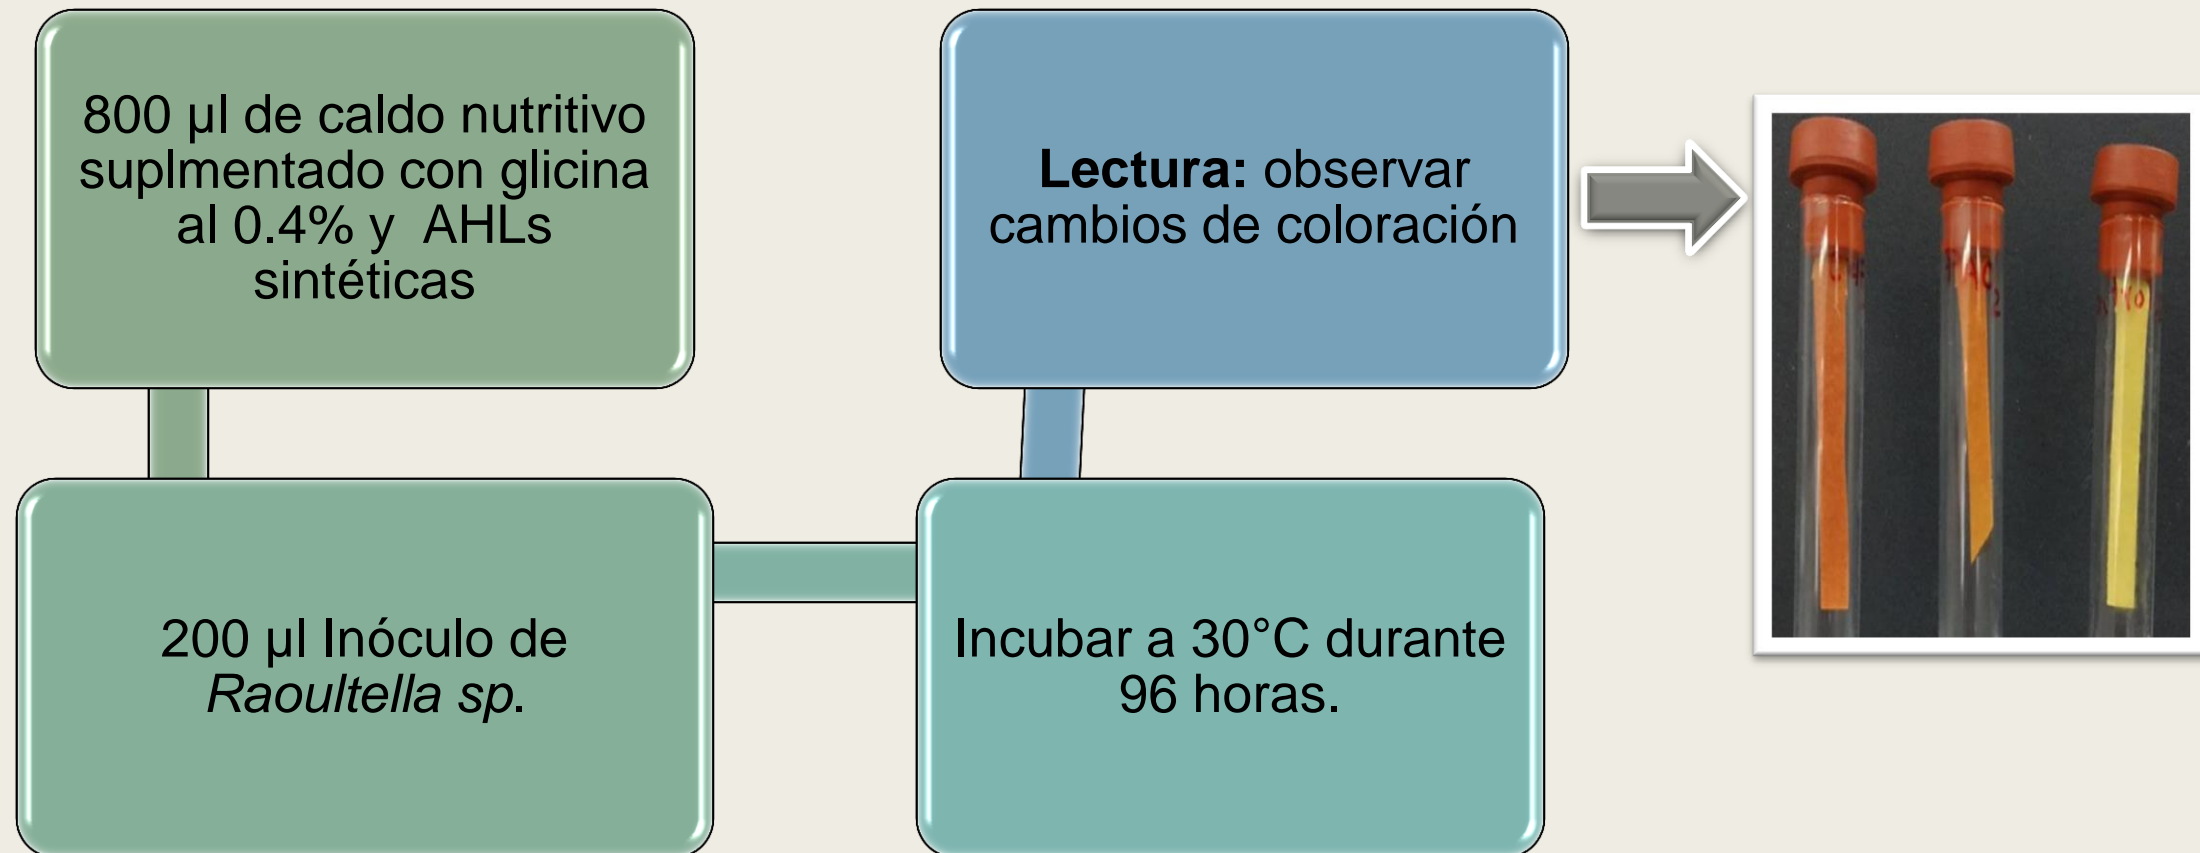 800 µl de caldo nutritivo
suplmentado con glicina
al 0.4% y AHLs
sintéticas
200 µl Inóculo de
Raoultella sp.
Incubar a 30°C durante
96 horas.
Lectura: observar
cambios de coloración